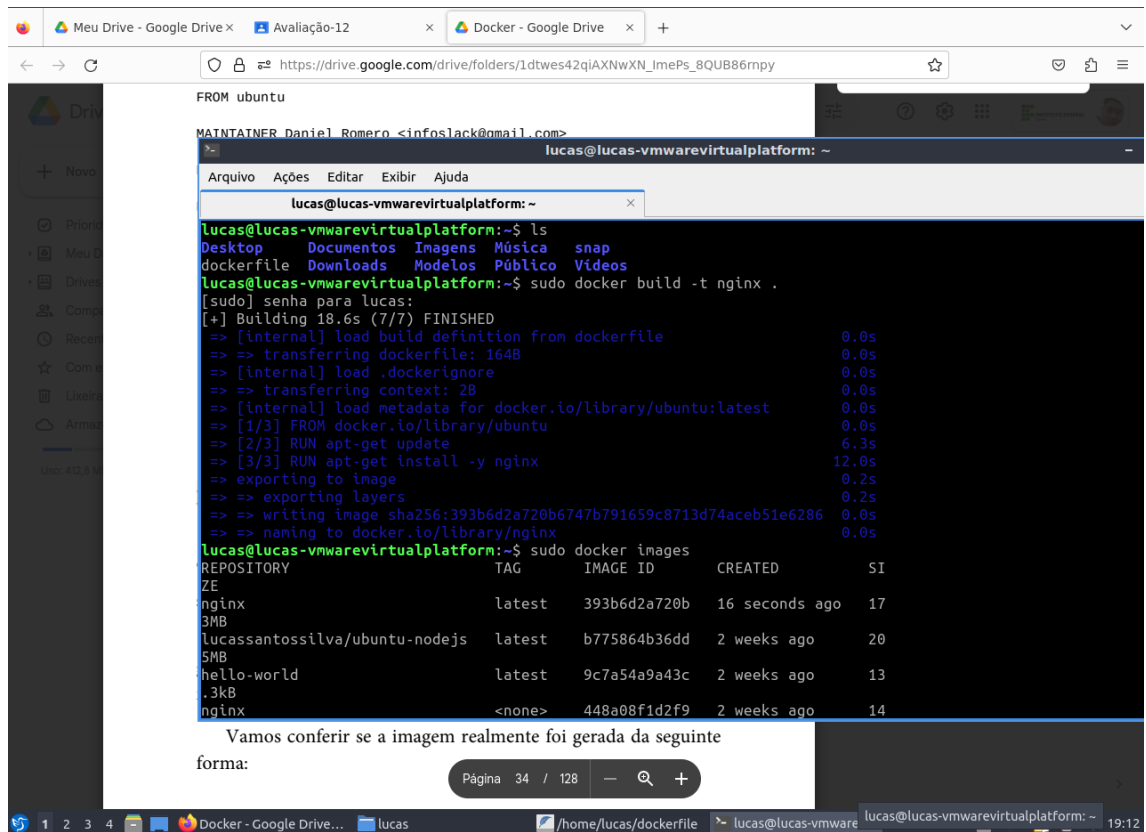 Meu Drive - Google Drive
Avaliação-12
Docker - Google Drive
https://drive.google.com/drive/folders/1dtwes42qiAXNwXN_ImePs_8QUB86rnpy
FROM ubuntu
MAINTAINER Daniel Romero <infoslack@gmail.com>
lucas@lucas-vmwarevirtualplatform: ~
Arquivo Ações Editar Exibir Ajuda
lucas@lucas-vmwarevirtualplatform: ~
lucas@lucas-vmwarevirtualplatform:~$ ls
Desktop Documentos Imagens Música snap
dockerfile Downloads Modelos Público Vídeos
lucas@lucas-vmwarevirtualplatform:~$ sudo docker build -t nginx .
[sudo] senha para lucas:
[+] Building 18.6s (7/7) FINISHED
=> [internal] load build definition from dockerfile 0.0s
=> => transferring dockerfile: 164B 0.0s
=> [internal] load .dockerignore 0.0s
=> => transferring context: 2B 0.0s
=> [internal] load metadata for docker.io/library/ubuntu:latest 0.0s
=> [1/3] FROM docker.io/library/ubuntu 0.0s
=> [2/3] RUN apt-get update 6.3s
=> [3/3] RUN apt-get install -y nginx 12.0s
=> exporting to image 0.2s
=> => exporting layers 0.2s
=> => writing image sha256:393b6d2a720b6747b791659c8713d74aceb51e6286 0.0s
=> => naming to docker.io/library/nginx 0.0s
lucas@lucas-vmwarevirtualplatform:~$ sudo docker images
REPOSITORY TAG IMAGE ID CREATED SI
ZE
nginx latest 393b6d2a720b 16 seconds ago 17
3MB
lucassantossilva/ubuntu-nodejs latest b775864b36dd 2 weeks ago 20
5MB
hello-world latest 9c7a54a9a43c 2 weeks ago 13
.3kB
nginx <none> 448a08f1d2f9 2 weeks ago 14
Vamos conferir se a imagem realmente foi gerada da seguinte
forma:
Página 34 / 128
Novo
Recen
Lixeira
Armaz
1 2 3 4 Docker - Google Drive… lucas /home/lucas/dockerfile lucas@lucas-vmware
lucas@lucas-vmwarevirtualplatform: ~
19:12